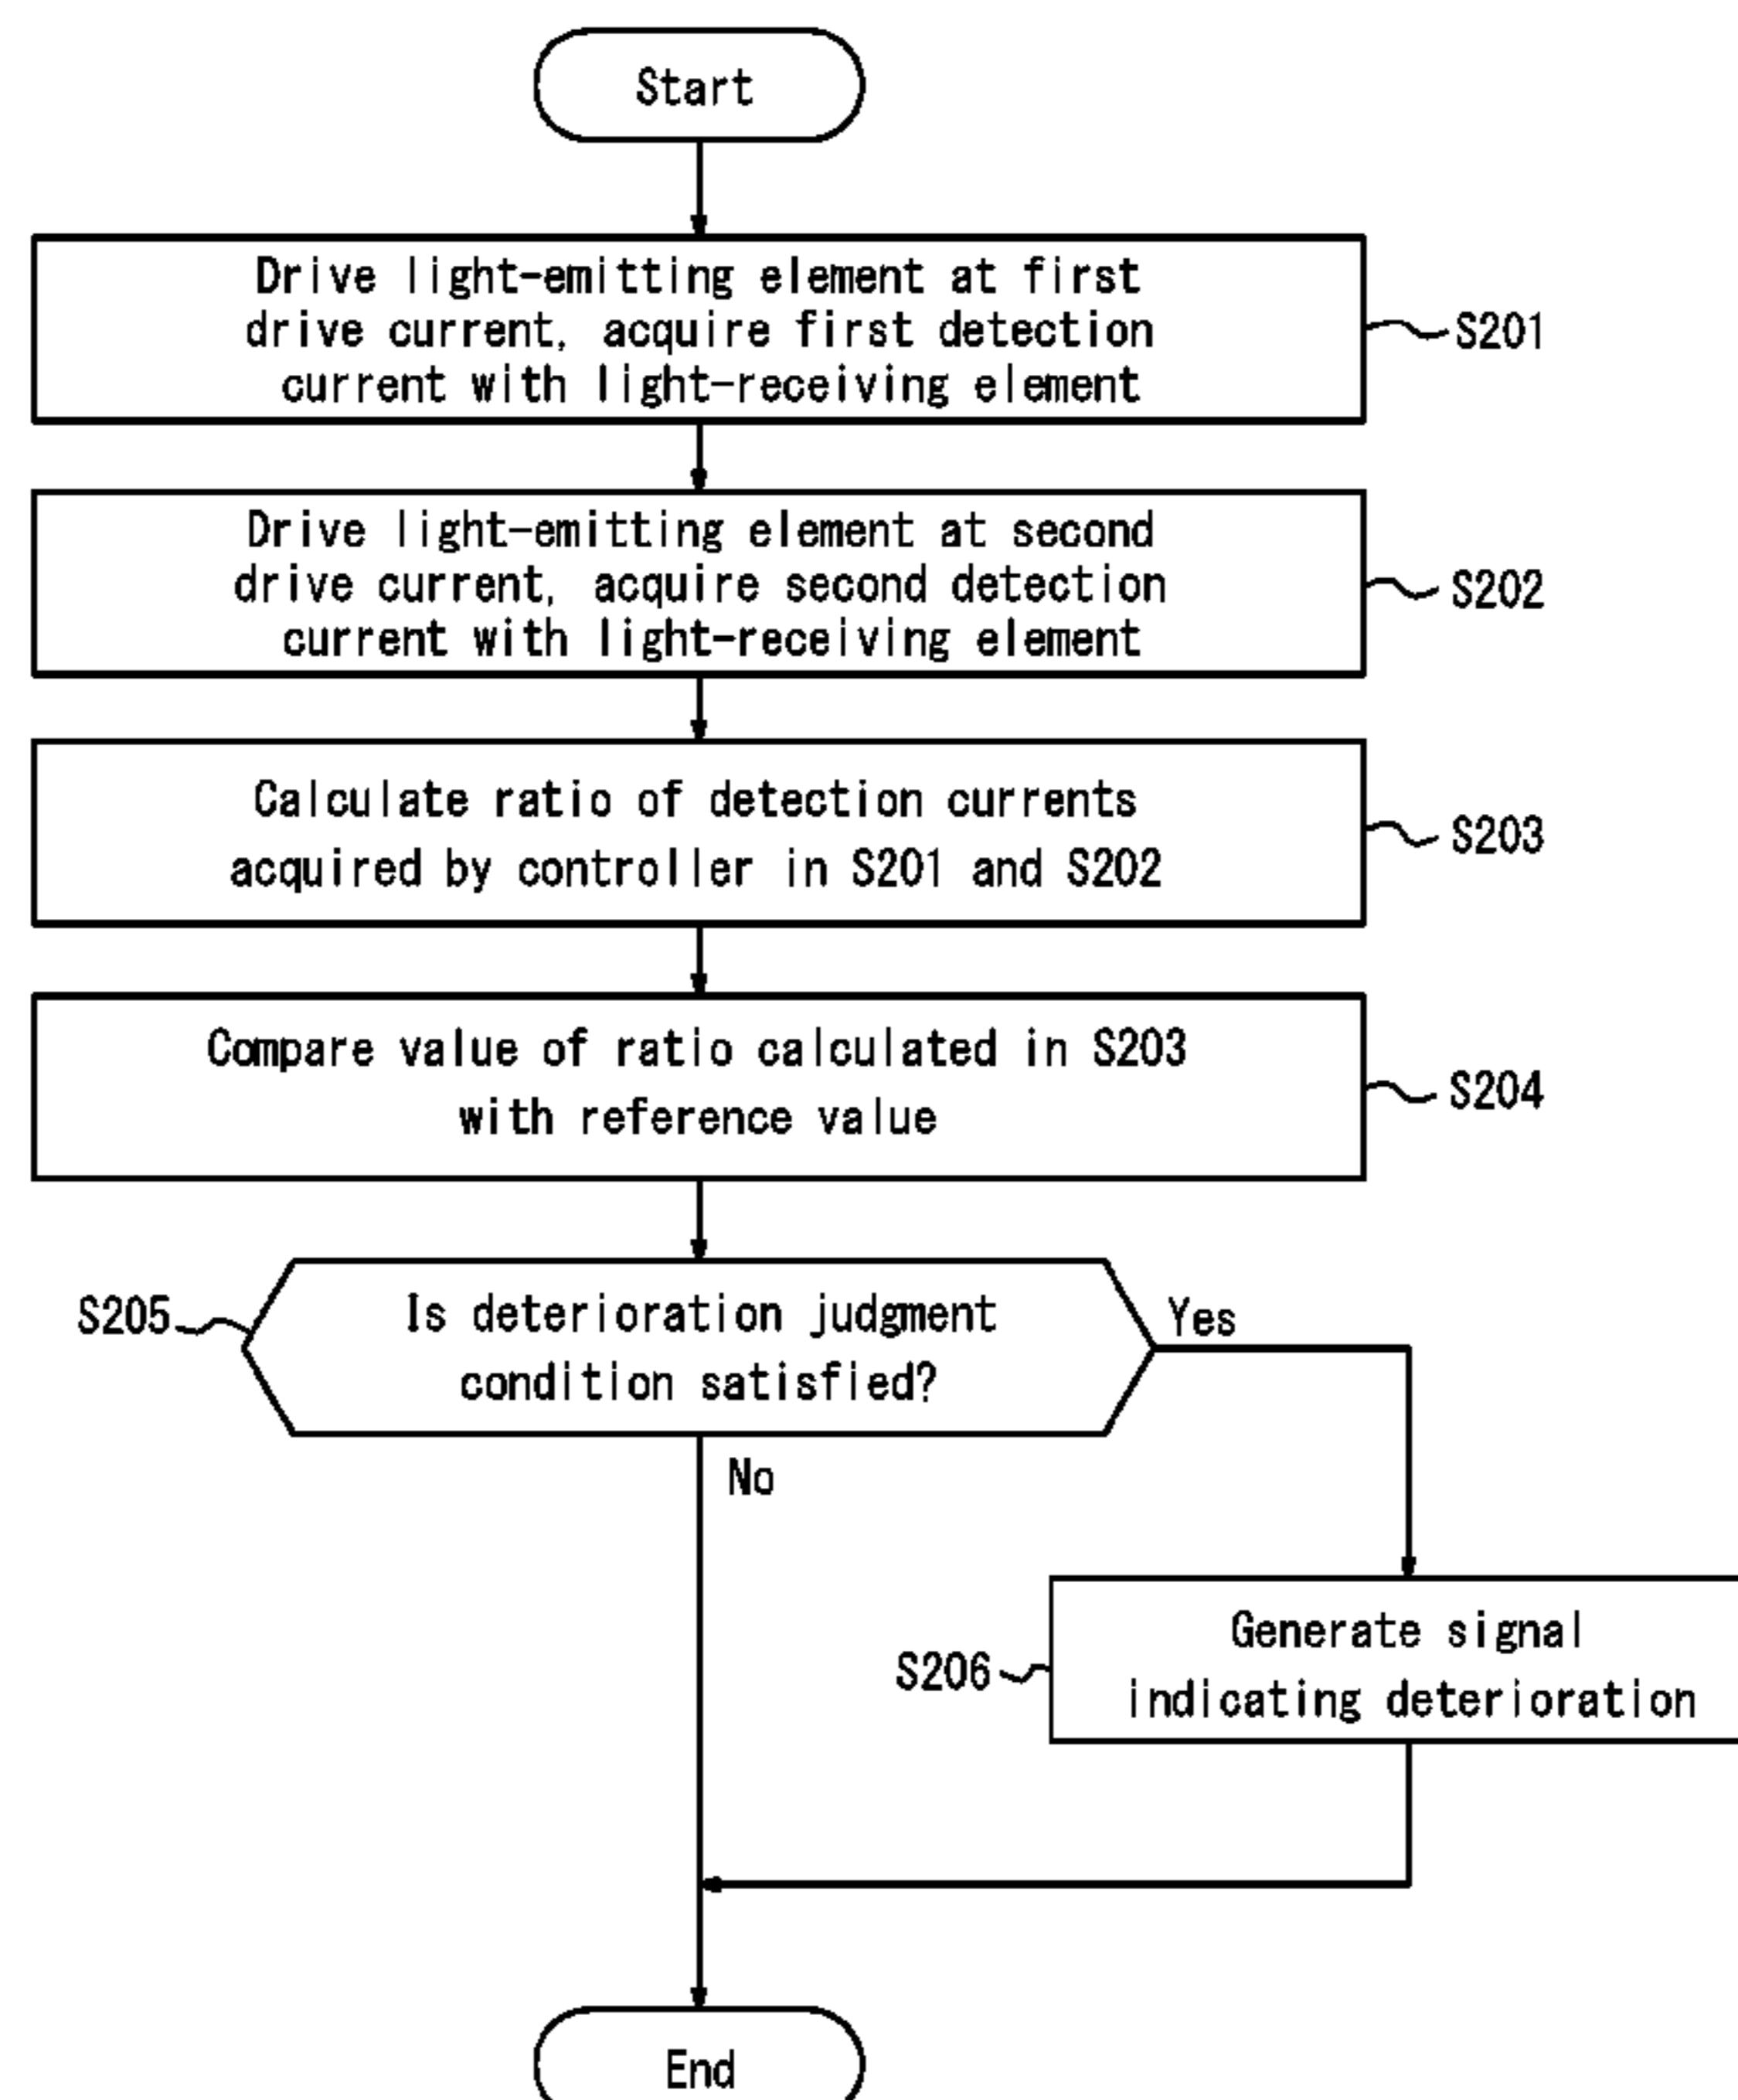 Start
Drive light-emitting element at first
drive current, acquire first detection
current with light-receiving element
S201
Drive light-emitting element at second
drive current, acquire second detection
current with light-receiving element
S202
Calculate ratio of detection currents
acquired by controller in S201 and S202
S203
Compare value of ratio calculated in S203
with reference value
S204
S205
Is deterioration judgment
condition satisfied?
Yes
No
S206
Generate signal
indicating deterioration
End